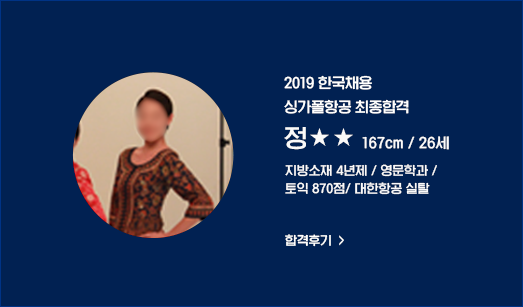 2019 한국채용
싱가폴항공 최종합격
정★★ 167cm / 26세
지방소재 4년제 / 영문학과 /
토익 870점/ 대한항공 실탈
합격후기 >